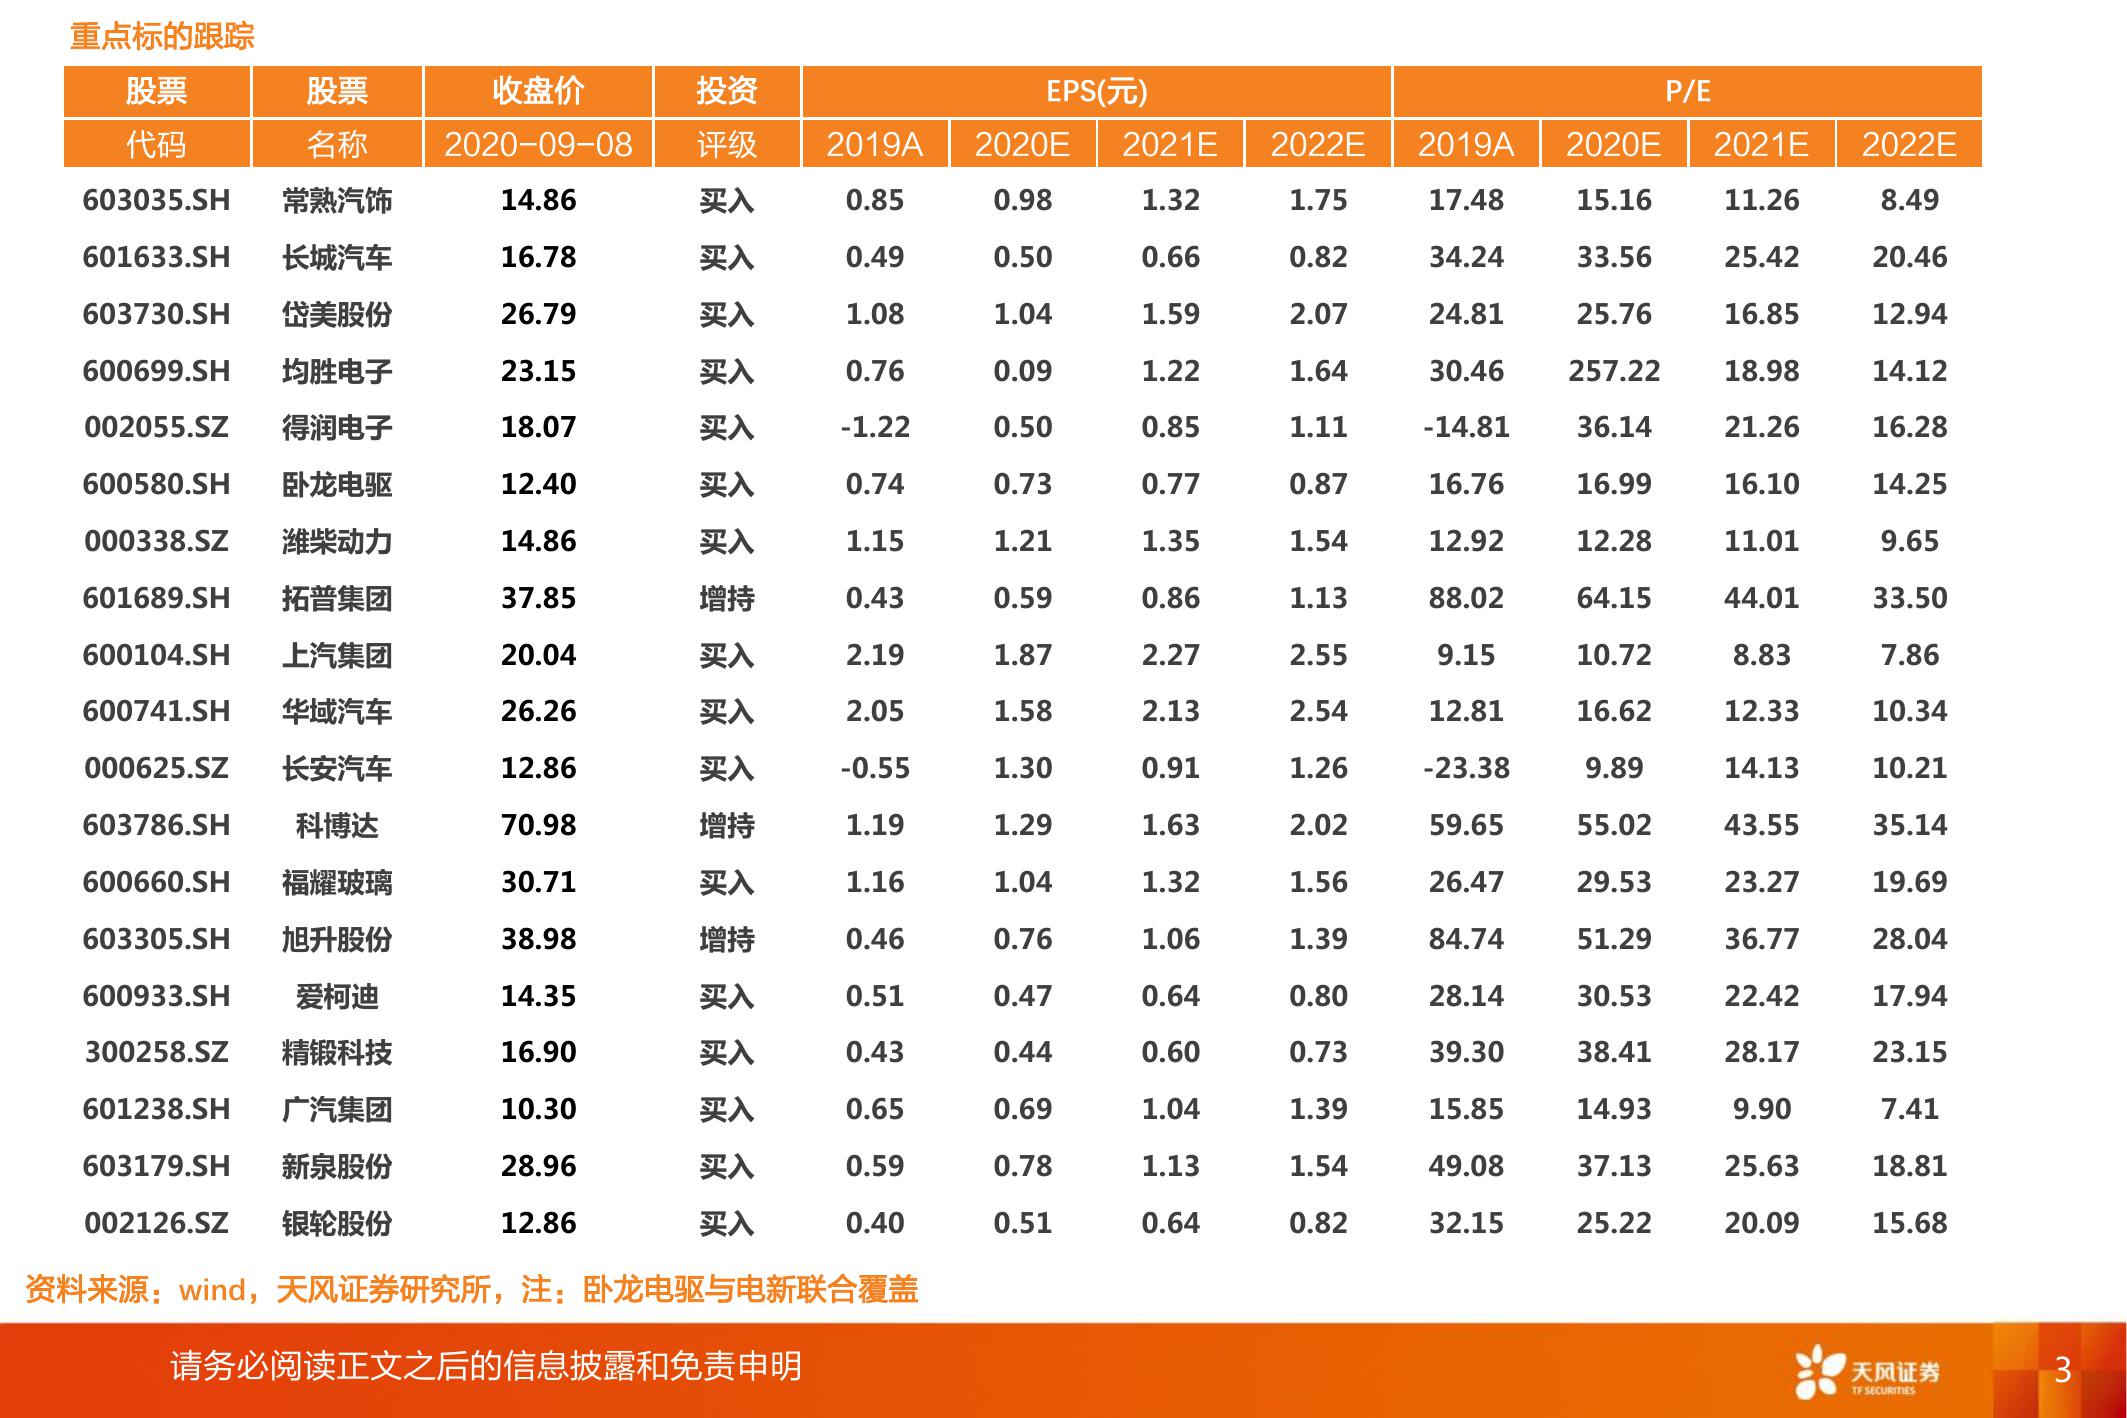 重点标的跟踪
股票 股票 收盘价 投资 EPS(元) P/E
代码 名称 2020-09-08 评级 2019A 2020E 2021E 2022E 2019A 2020E 2021E 2022E
603035.SH 常熟汽饰 14.86 买入 0.85 0.98 1.32 1.75 17.48 15.16 11.26 8.49
601633.SH 长城汽车 16.78 买入 0.49 0.50 0.66 0.82 34.24 33.56 25.42 20.46
603730.SH 岱美股份 26.79 买入 1.08 1.04 1.59 2.07 24.81 25.76 16.85 12.94
600699.SH 均胜电子 23.15 买入 0.76 0.09 1.22 1.64 30.46 257.22 18.98 14.12
002055.SZ 得润电子 18.07 买入 -1.22 0.50 0.85 1.11 -14.81 36.14 21.26 16.28
600580.SH 卧龙电驱 12.40 买入 0.74 0.73 0.77 0.87 16.76 16.99 16.10 14.25
000338.SZ 潍柴动力 14.86 买入 1.15 1.21 1.35 1.54 12.92 12.28 11.01 9.65
601689.SH 拓普集团 37.85 增持 0.43 0.59 0.86 1.13 88.02 64.15 44.01 33.50
600104.SH 上汽集团 20.04 买入 2.19 1.87 2.27 2.55 9.15 10.72 8.83 7.86
600741.SH 华域汽车 26.26 买入 2.05 1.58 2.13 2.54 12.81 16.62 12.33 10.34
000625.SZ 长安汽车 12.86 买入 -0.55 1.30 0.91 1.26 -23.38 9.89 14.13 10.21
603786.SH 科博达 70.98 增持 1.19 1.29 1.63 2.02 59.65 55.02 43.55 35.14
600660.SH 福耀玻璃 30.71 买入 1.16 1.04 1.32 1.56 26.47 29.53 23.27 19.69
603305.SH 旭升股份 38.98 增持 0.46 0.76 1.06 1.39 84.74 51.29 36.77 28.04
600933.SH 爱柯迪 14.35 买入 0.51 0.47 0.64 0.80 28.14 30.53 22.42 17.94
300258.SZ 精锻科技 16.90 买入 0.43 0.44 0.60 0.73 39.30 38.41 28.17 23.15
601238.SH 广汽集团 10.30 买入 0.65 0.69 1.04 1.39 15.85 14.93 9.90 7.41
603179.SH 新泉股份 28.96 买入 0.59 0.78 1.13 1.54 49.08 37.13 25.63 18.81
002126.SZ 银轮股份 12.86 买入 0.40 0.51 0.64 0.82 32.15 25.22 20.09 15.68
资料来源：wind，天风证券研究所，注：卧龙电驱与电新联合覆盖
请务必阅读正文之后的信息披露和免责申明
天风证券
TF SECURITIES
3